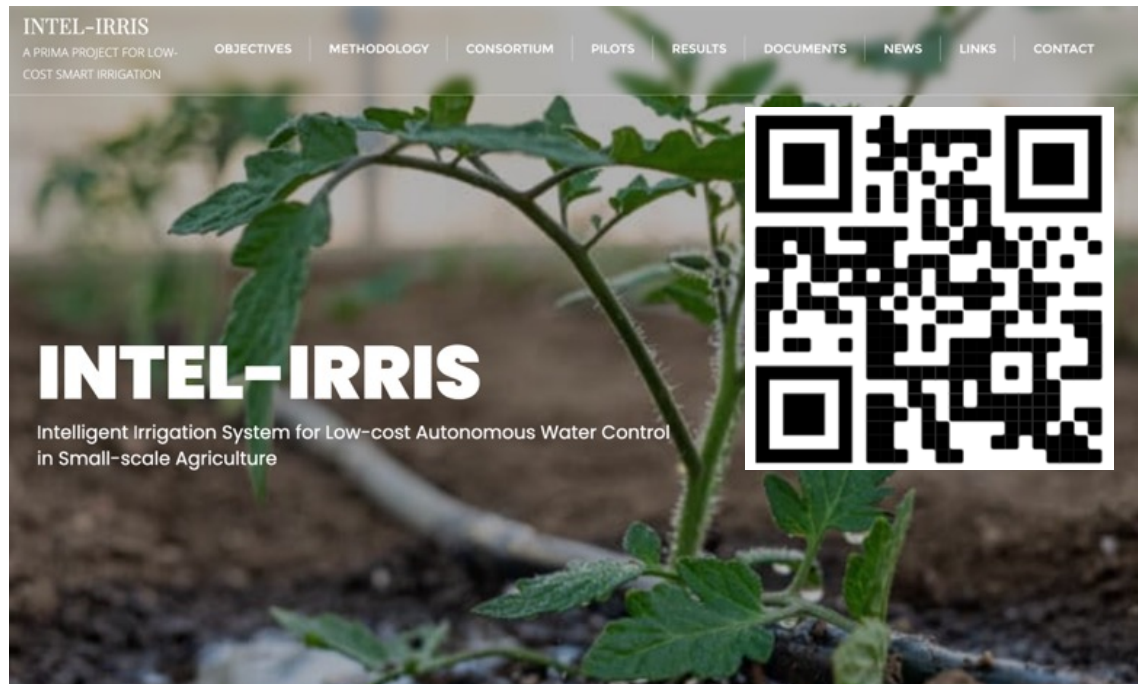 INTEL-IRRIS
A PRIMA PROJECT FOR LOW-
COST SMART IRRIGATION
OBJECTIVES METHODOLOGY CONSORTIUM PILOTS RESULTS DOCUMENTS NEWS LINKS CONTACT
INTEL-IRRIS
Intelligent Irrigation System for Low-cost Autonomous Water Control
in Small-scale Agriculture